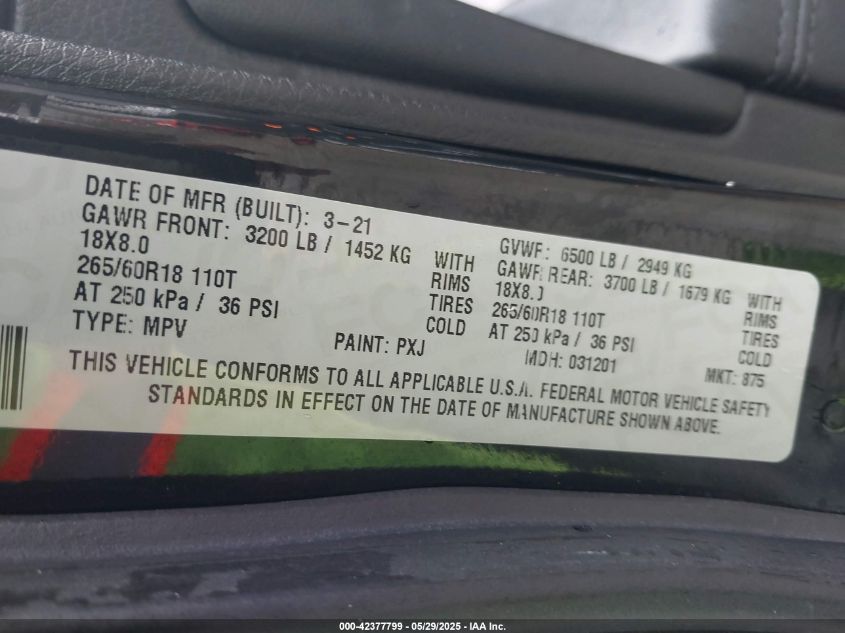 DATE OF MFR (BUILT): 3-21
GAWR FRONT: 3200 LB / 1452 KG WITH
18X8.0 RIMS
265/60R18 110T TIRES
AT 250 kPa / 36 PSI COLD
TYPE: MPV PAINT: PXJ
GVWF: 6500 LB / 2949 KG
GAWF REAR: 3700 LB / 1679 KG WITH
18X8.0 RIMS
265/60R18 110T TIRES
AT 250 kPa / 36 PSI COLD
MDH: 031201 MKT: 875
THIS VEHICLE CONFORMS TO ALL APPLICABLE U.S.A. FEDERAL MOTOR VEHICLE SAFETY
STANDARDS IN EFFECT ON THE DATE OF MANUFACTURE SHOWN ABOVE.
000-42377799 - 05/29/2025 - IAA Inc.